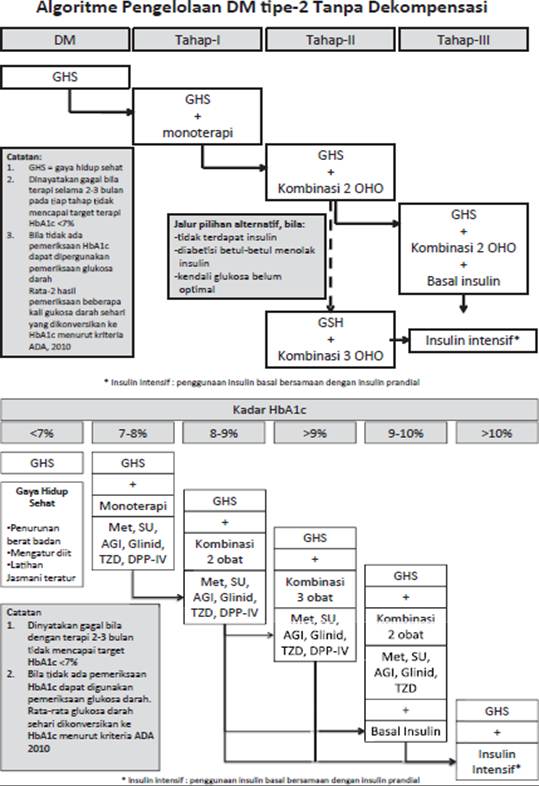 Algoritme Pengelolaan DM tipe-2 Tanpa Dekompensasi
DM
Tahap-I
Tahap-II
Tahap-III
GHS
GHS
+
monoterapi
GHS
+
Kombinasi 2 OHO
GHS
+
Kombinasi 2 OHO
+
Basal insulin
Catatan:
1. GHS = gaya hidup sehat
2. Dinyatakan gagal bila
terapi selama 2-3 bulan
pada tiap tahap tidak
mencapai target terapi
HbA1c <7%
3. Bila tidak ada
pemeriksaan HbA1c
dapat dipergunakan
pemeriksaan glukosa
darah
Rata-2 hasil
pemeriksaan beberapa
kali gukosa darah sehari
yang dikonversikan ke
HbA1c menurut kriteria
ADA, 2010
Jalur pilihan alternatif, bila:
-tidak terdapat insulin
-diabetisi betul-betul menolak
insulin
-kendali glukosa belum
optimal
GSH
+
Kombinasi 3 OHO
Insulin intensif*
* Insulin intensif : penggunaan insulin basal bersamaan dengan insulin prandial
Kadar HbA1c
<7%
7-8%
8-9%
>9%
9-10%
>10%
GHS
Gaya Hidup
Sehat
•Penurunan
berat badan
•Mengatur diit
•Latihan
Jasmani teratur
GHS
+
Monoterapi
Met, SU,
AGI, Glinid,
TZD, DPP-IV
GHS
+
Kombinasi
2 obat
Met, SU,
AGI, Glinid,
TZD, DPP-IV
GHS
+
Kombinasi
3 obat
Met, SU,
AGI, Glinid,
TZD, DPP-IV
GHS
+
Kombinasi
2 obat
Met, SU,
AGI, Glinid,
TZD
+
Basal Insulin
GHS
+
Insulin
Intensif*
Catatan
1. Dinyatakan gagal bila
dengan terapi 2-3 bulan
tidak mencapai target
HbA1c <7%
2. Bila tidak ada pemeriksaan
HbA1c dapat digunakan
pemeriksaan glukosa darah.
Rata-rata glukosa darah
sehari dikonversikan ke
HbA1c menurut kriteria ADA
2010
* Insulin intensif : penggunaan insulin basal bersamaan dengan insulin prandial